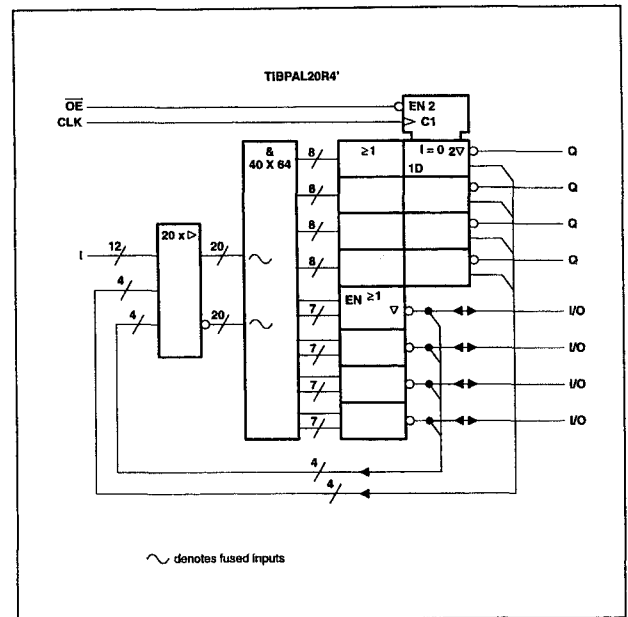 TIBPAL20R4'
OE
CLK
EN 2
C1
&
40 X 64
8
≥1
I = 0 2▽
1D
Q
6
Q
8
Q
8
Q
20 x ▷
I
12
20
4
4
20
EN ≥1
▽
7
I/O
7
I/O
7
I/O
7
I/O
4
4
denotes fused inputs